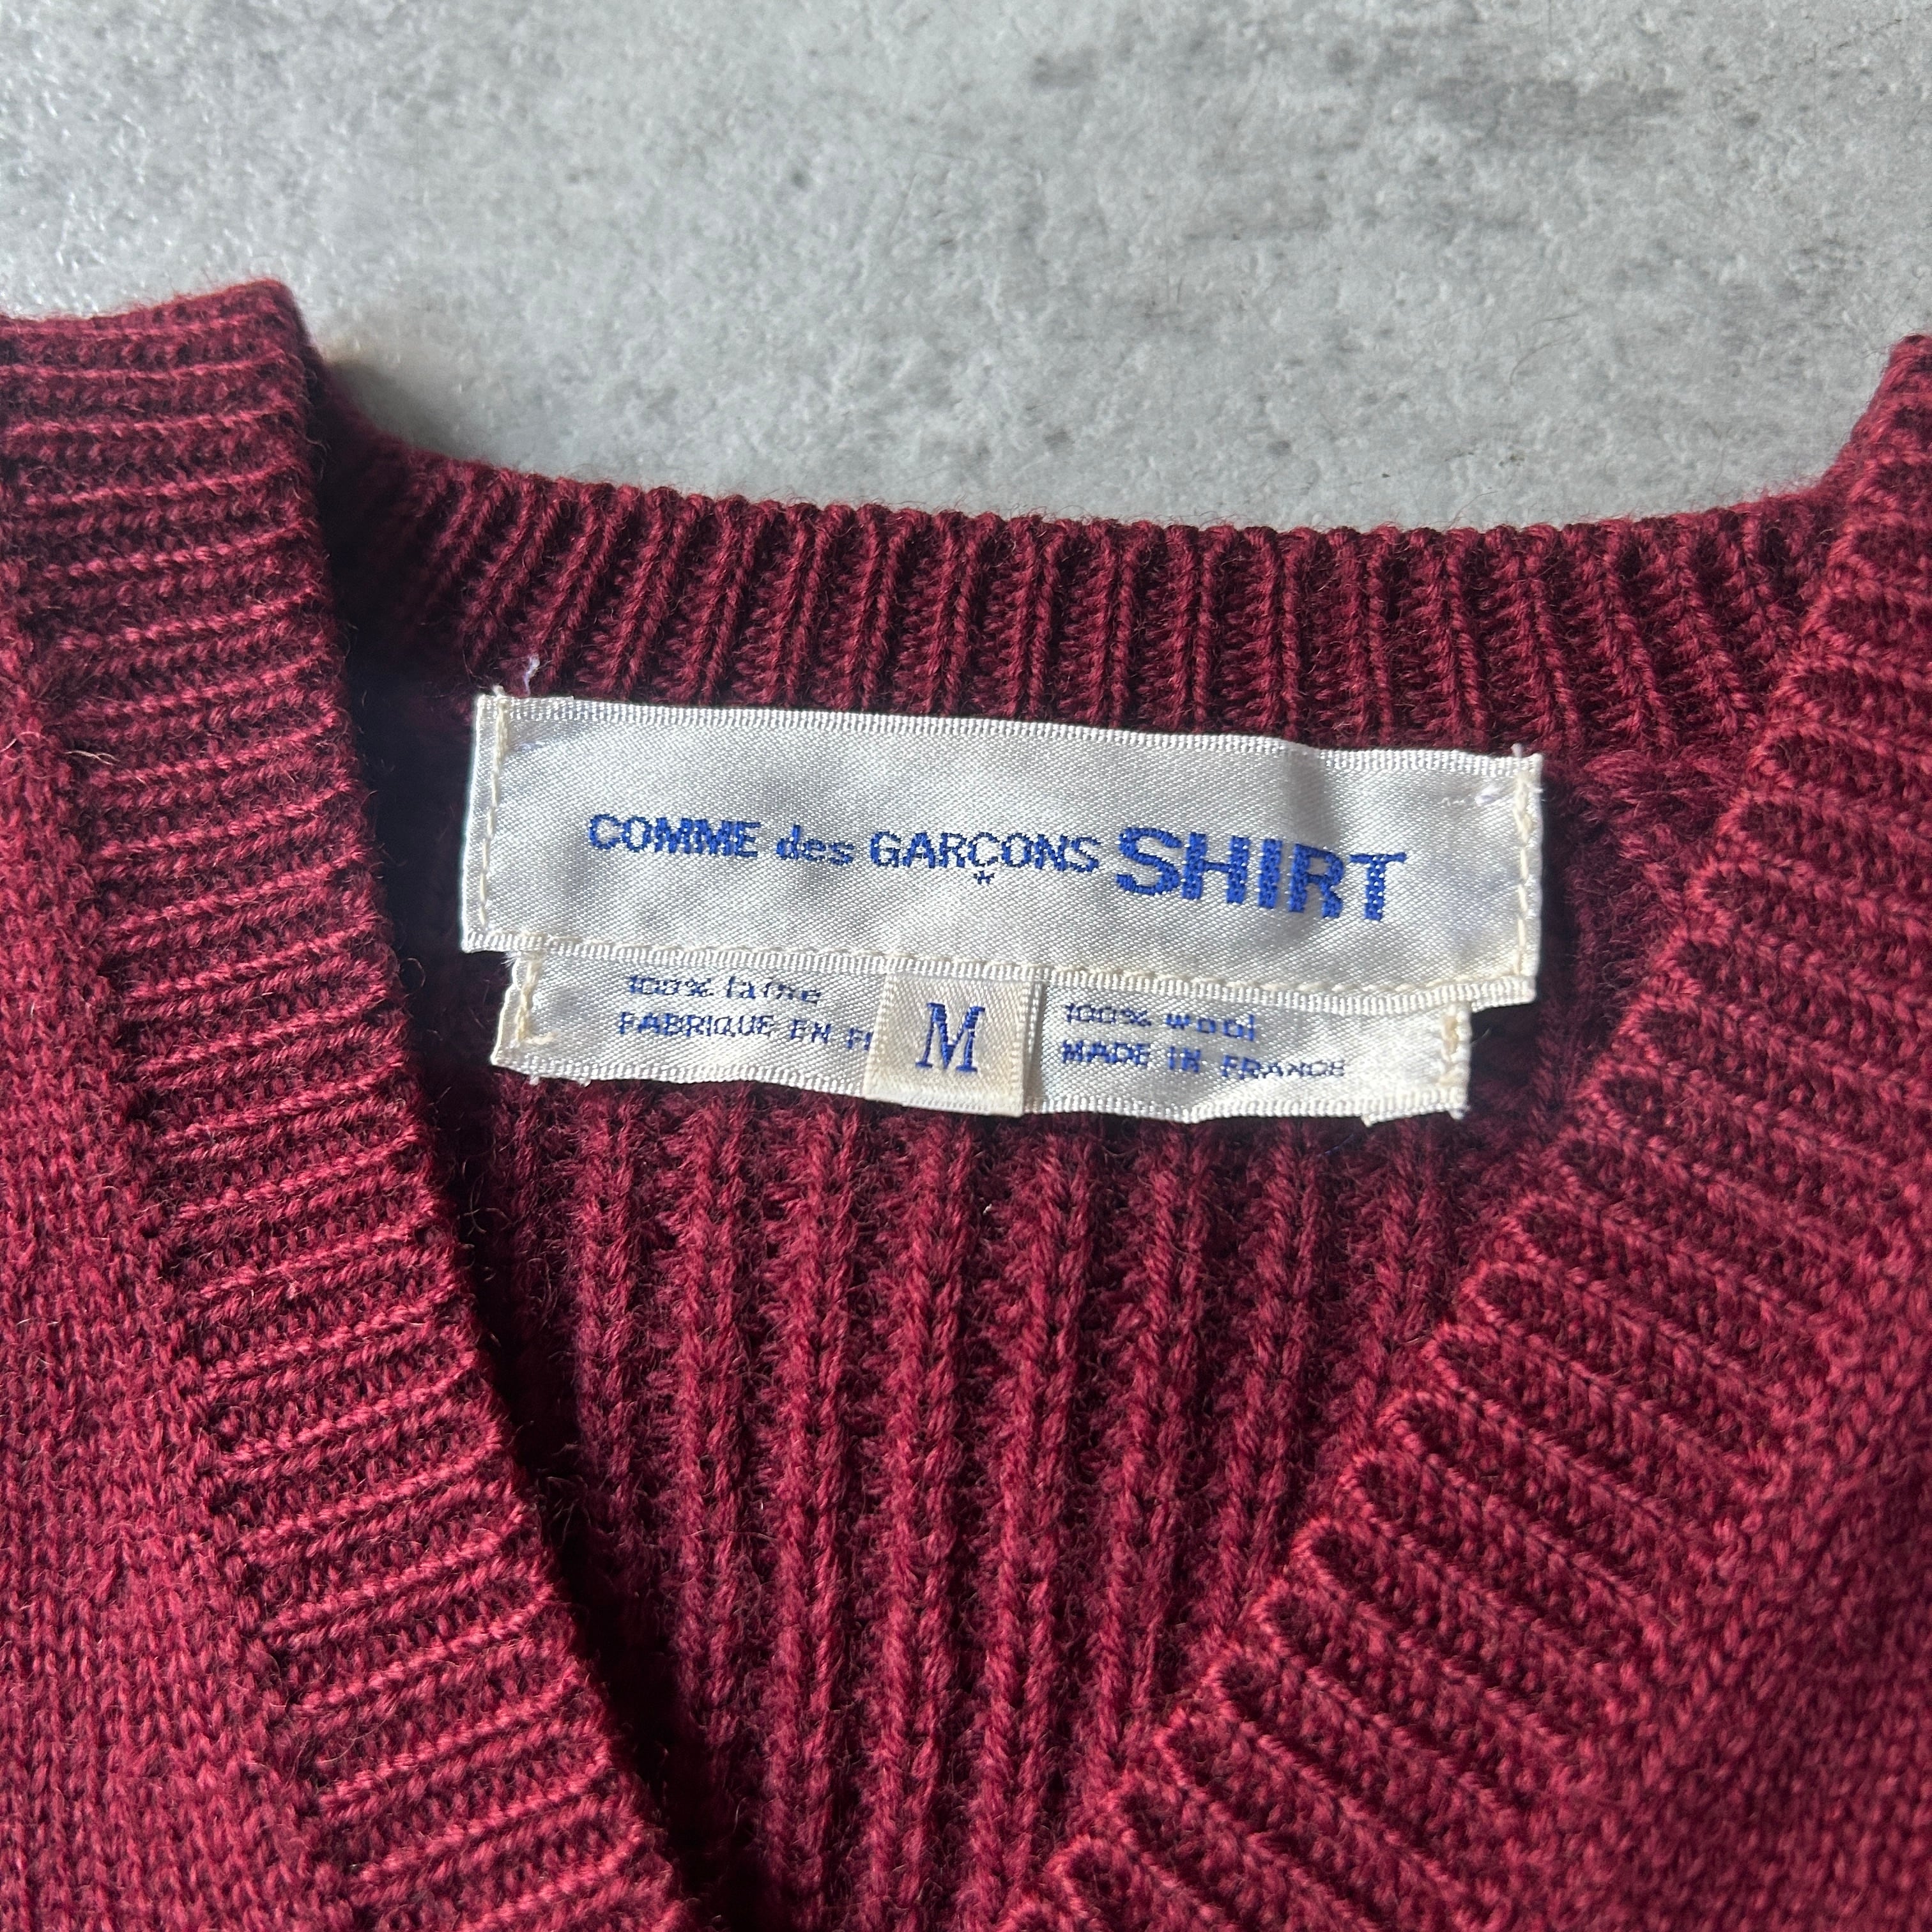 COMME des GARÇONS SHIRT
100% laine
FABRIQUE EN
M
100% wool
MADE IN FRANCE